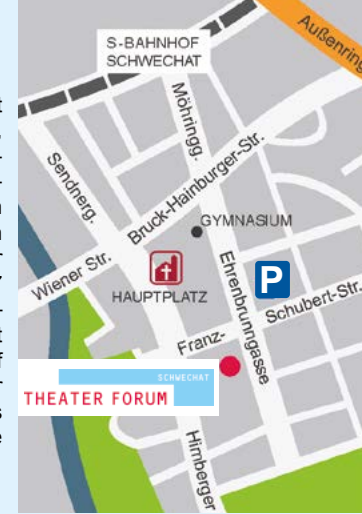 Außenring
S-BAHNHOF
SCHWECHAT
Möhringg.
Sendnerg.
Bruck-Hainburger-Str.
GYMNASIUM
Wiener Str.
HAUPTPLATZ
Ehrenbrunngasse
P
Franz-
Schubert-Str.
SCHWECHAT
THEATER FORUM
Himberger